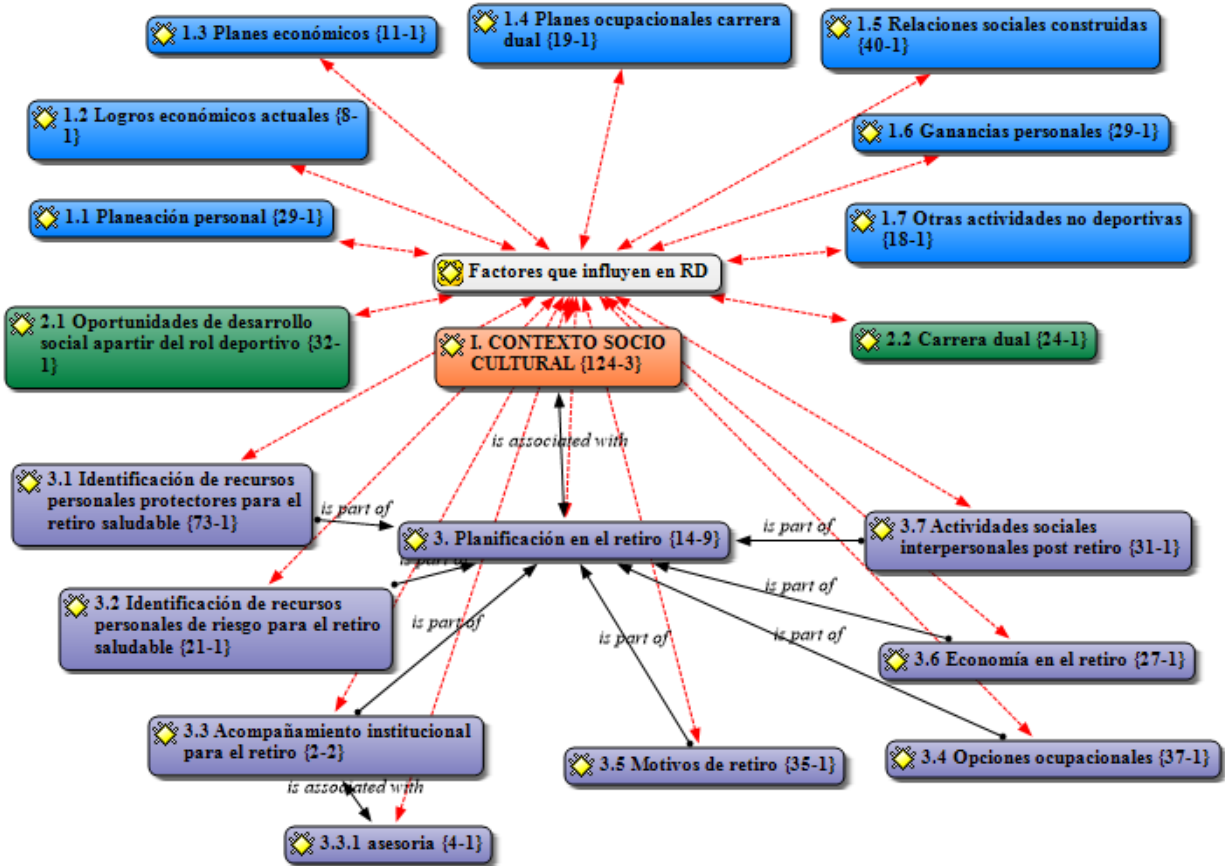 1.3 Planes económicos {11-1}
1.4 Planes ocupacionales carrera
dual {19-1}
1.5 Relaciones sociales construidas
{40-1}
1.2 Logros económicos actuales {8-
1}
1.6 Ganancias personales {29-1}
1.1 Planeación personal {29-1}
1.7 Otras actividades no deportivas
{18-1}
Factores que influyen en RD
2.1 Oportunidades de desarrollo
social apartir del rol deportivo {32-
1}
I. CONTEXTO SOCIO
CULTURAL {124-3}
2.2 Carrera dual {24-1}
is associated with
3.1 Identificación de recursos
personales protectores para el
retiro saludable {73-1}
is part of
3. Planificación en el retiro {14-9}
is part of
3.7 Actividades sociales
interpersonales post retiro {31-1}
is part of
3.2 Identificación de recursos
personales de riesgo para el retiro
saludable {21-1}
is part of
is part of
is part of
is part of
3.6 Economía en el retiro {27-1}
3.3 Acompañamiento institucional
para el retiro {2-2}
3.5 Motivos de retiro {35-1}
3.4 Opciones ocupacionales {37-1}
is associated with
3.3.1 asesoria {4-1}